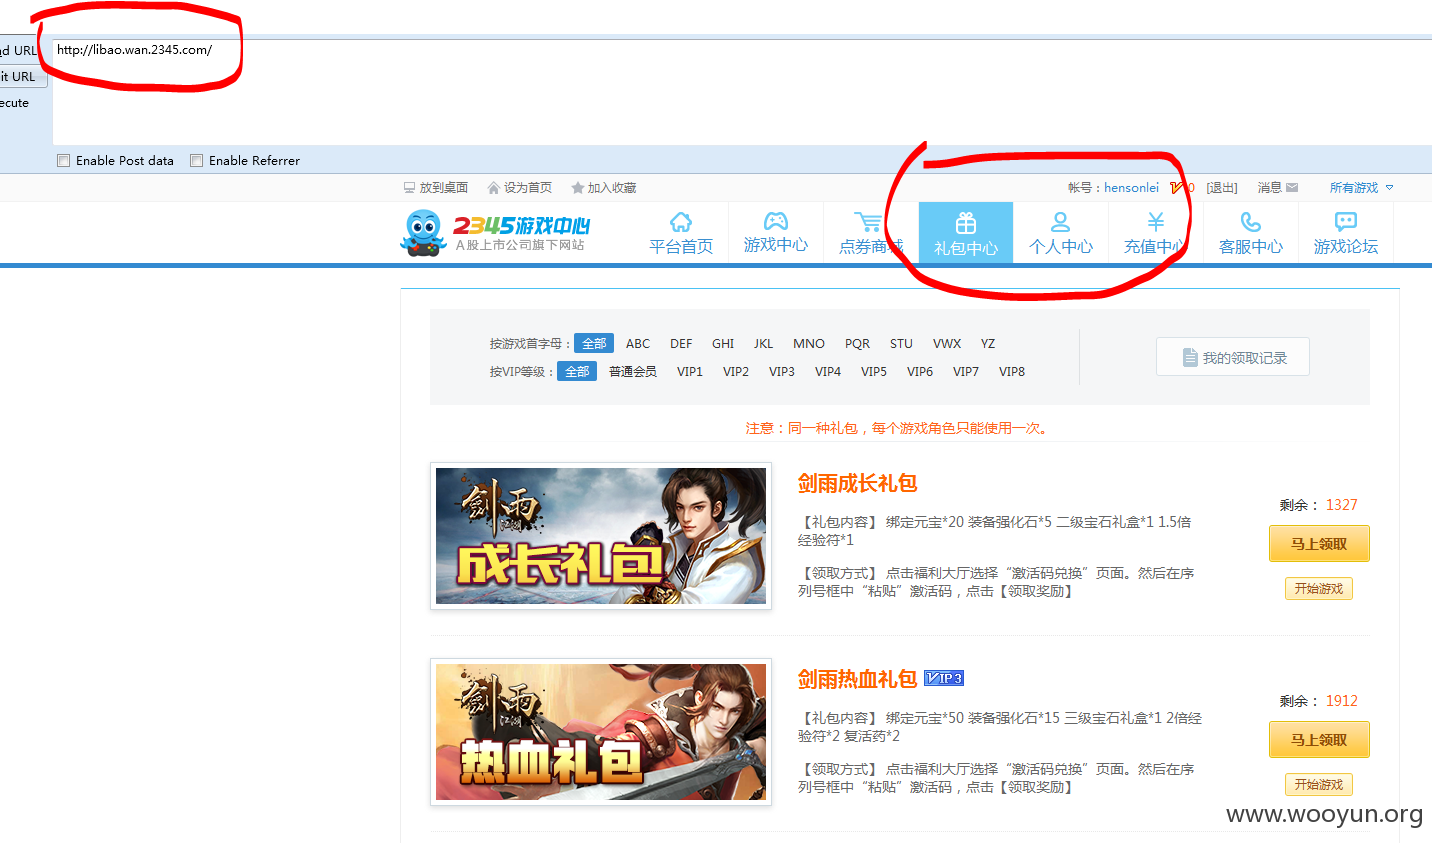 ad URL
http://libao.wan.2345.com/
it URL
ecute
Enable Post data Enable Referrer
放到桌面 设为首页 加入收藏 帐号：hensonlei 0 [退出] 消息 所有游戏
2345游戏中心
A股上市公司旗下网站
平台首页 游戏中心 点券商城 礼包中心 个人中心 充值中心 客服中心 游戏论坛
按游戏首字母： 全部 ABC DEF GHI JKL MNO PQR STU VWX YZ
按VIP等级： 全部 普通会员 VIP1 VIP2 VIP3 VIP4 VIP5 VIP6 VIP7 VIP8
我的领取记录
注意：同一种礼包，每个游戏角色只能使用一次。
剑雨
江湖
成长礼包
剑雨成长礼包
【礼包内容】 绑定元宝*20 装备强化石*5 二级宝石礼盒*1 1.5倍
经验符*1
【领取方式】 点击福利大厅选择“激活码兑换”页面。然后在序
列号框中“粘贴”激活码，点击【领取奖励】
剩余： 1327
马上领取
开始游戏
剑雨
江湖
热血礼包
剑雨热血礼包 VIP3
【礼包内容】 绑定元宝*50 装备强化石*15 三级宝石礼盒*1 2倍经
验符*2 复活药*2
【领取方式】 点击福利大厅选择“激活码兑换”页面。然后在序
列号框中“粘贴”激活码，点击【领取奖励】
剩余： 1912
马上领取
开始游戏
www.wooyun.org